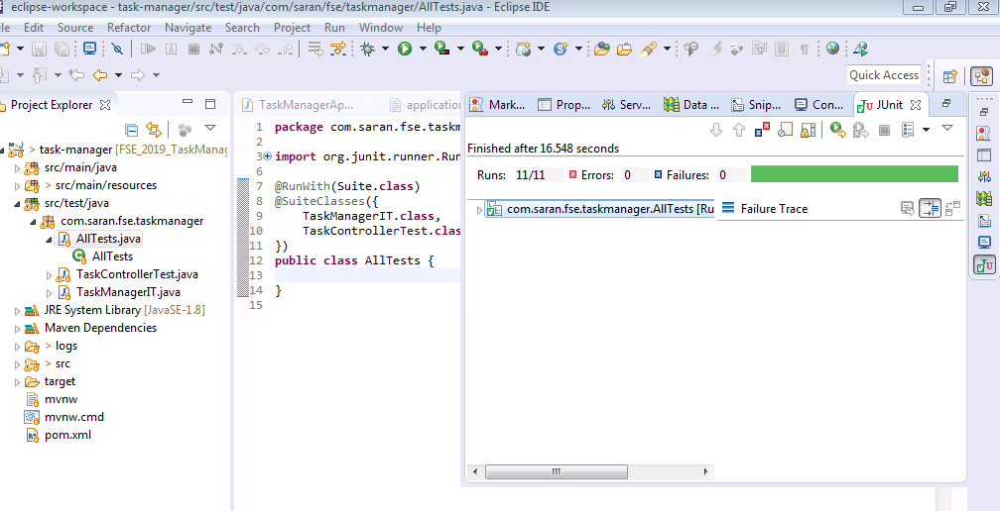 eclipse-workspace - task-manager/src/test/java/com/saran/fse/taskmanager/AllTests.java - Eclipse IDE
ile Edit Source Refactor Navigate Search Project Run Window Help
Quick Access
Project Explorer
> task-manager [FSE_2019_TaskManag
src/main/java
> src/main/resources
src/test/java
com.saran.fse.taskmanager
AllTests.java
AllTests
TaskControllerTest.java
TaskManagerIT.java
JRE System Library [JavaSE-1.8]
Maven Dependencies
> logs
> src
target
mvnw
mvnw.cmd
pom.xml
TaskManagerAp...
application
1 package com.saran.fse.taskm
2
3 import org.junit.runner.Run
6
7 @RunWith(Suite.class)
8 @SuiteClasses({
9 TaskManagerIT.class,
10 TaskControllerTest.clas
11 })
12 public class AllTests {
13
14 }
15
Mark... Prop... Serv... Data ... Snip... Con... JUnit
Finished after 16.548 seconds
Runs: 11/11 Errors: 0 Failures: 0
com.saran.fse.taskmanager.AllTests [Ru
Failure Trace